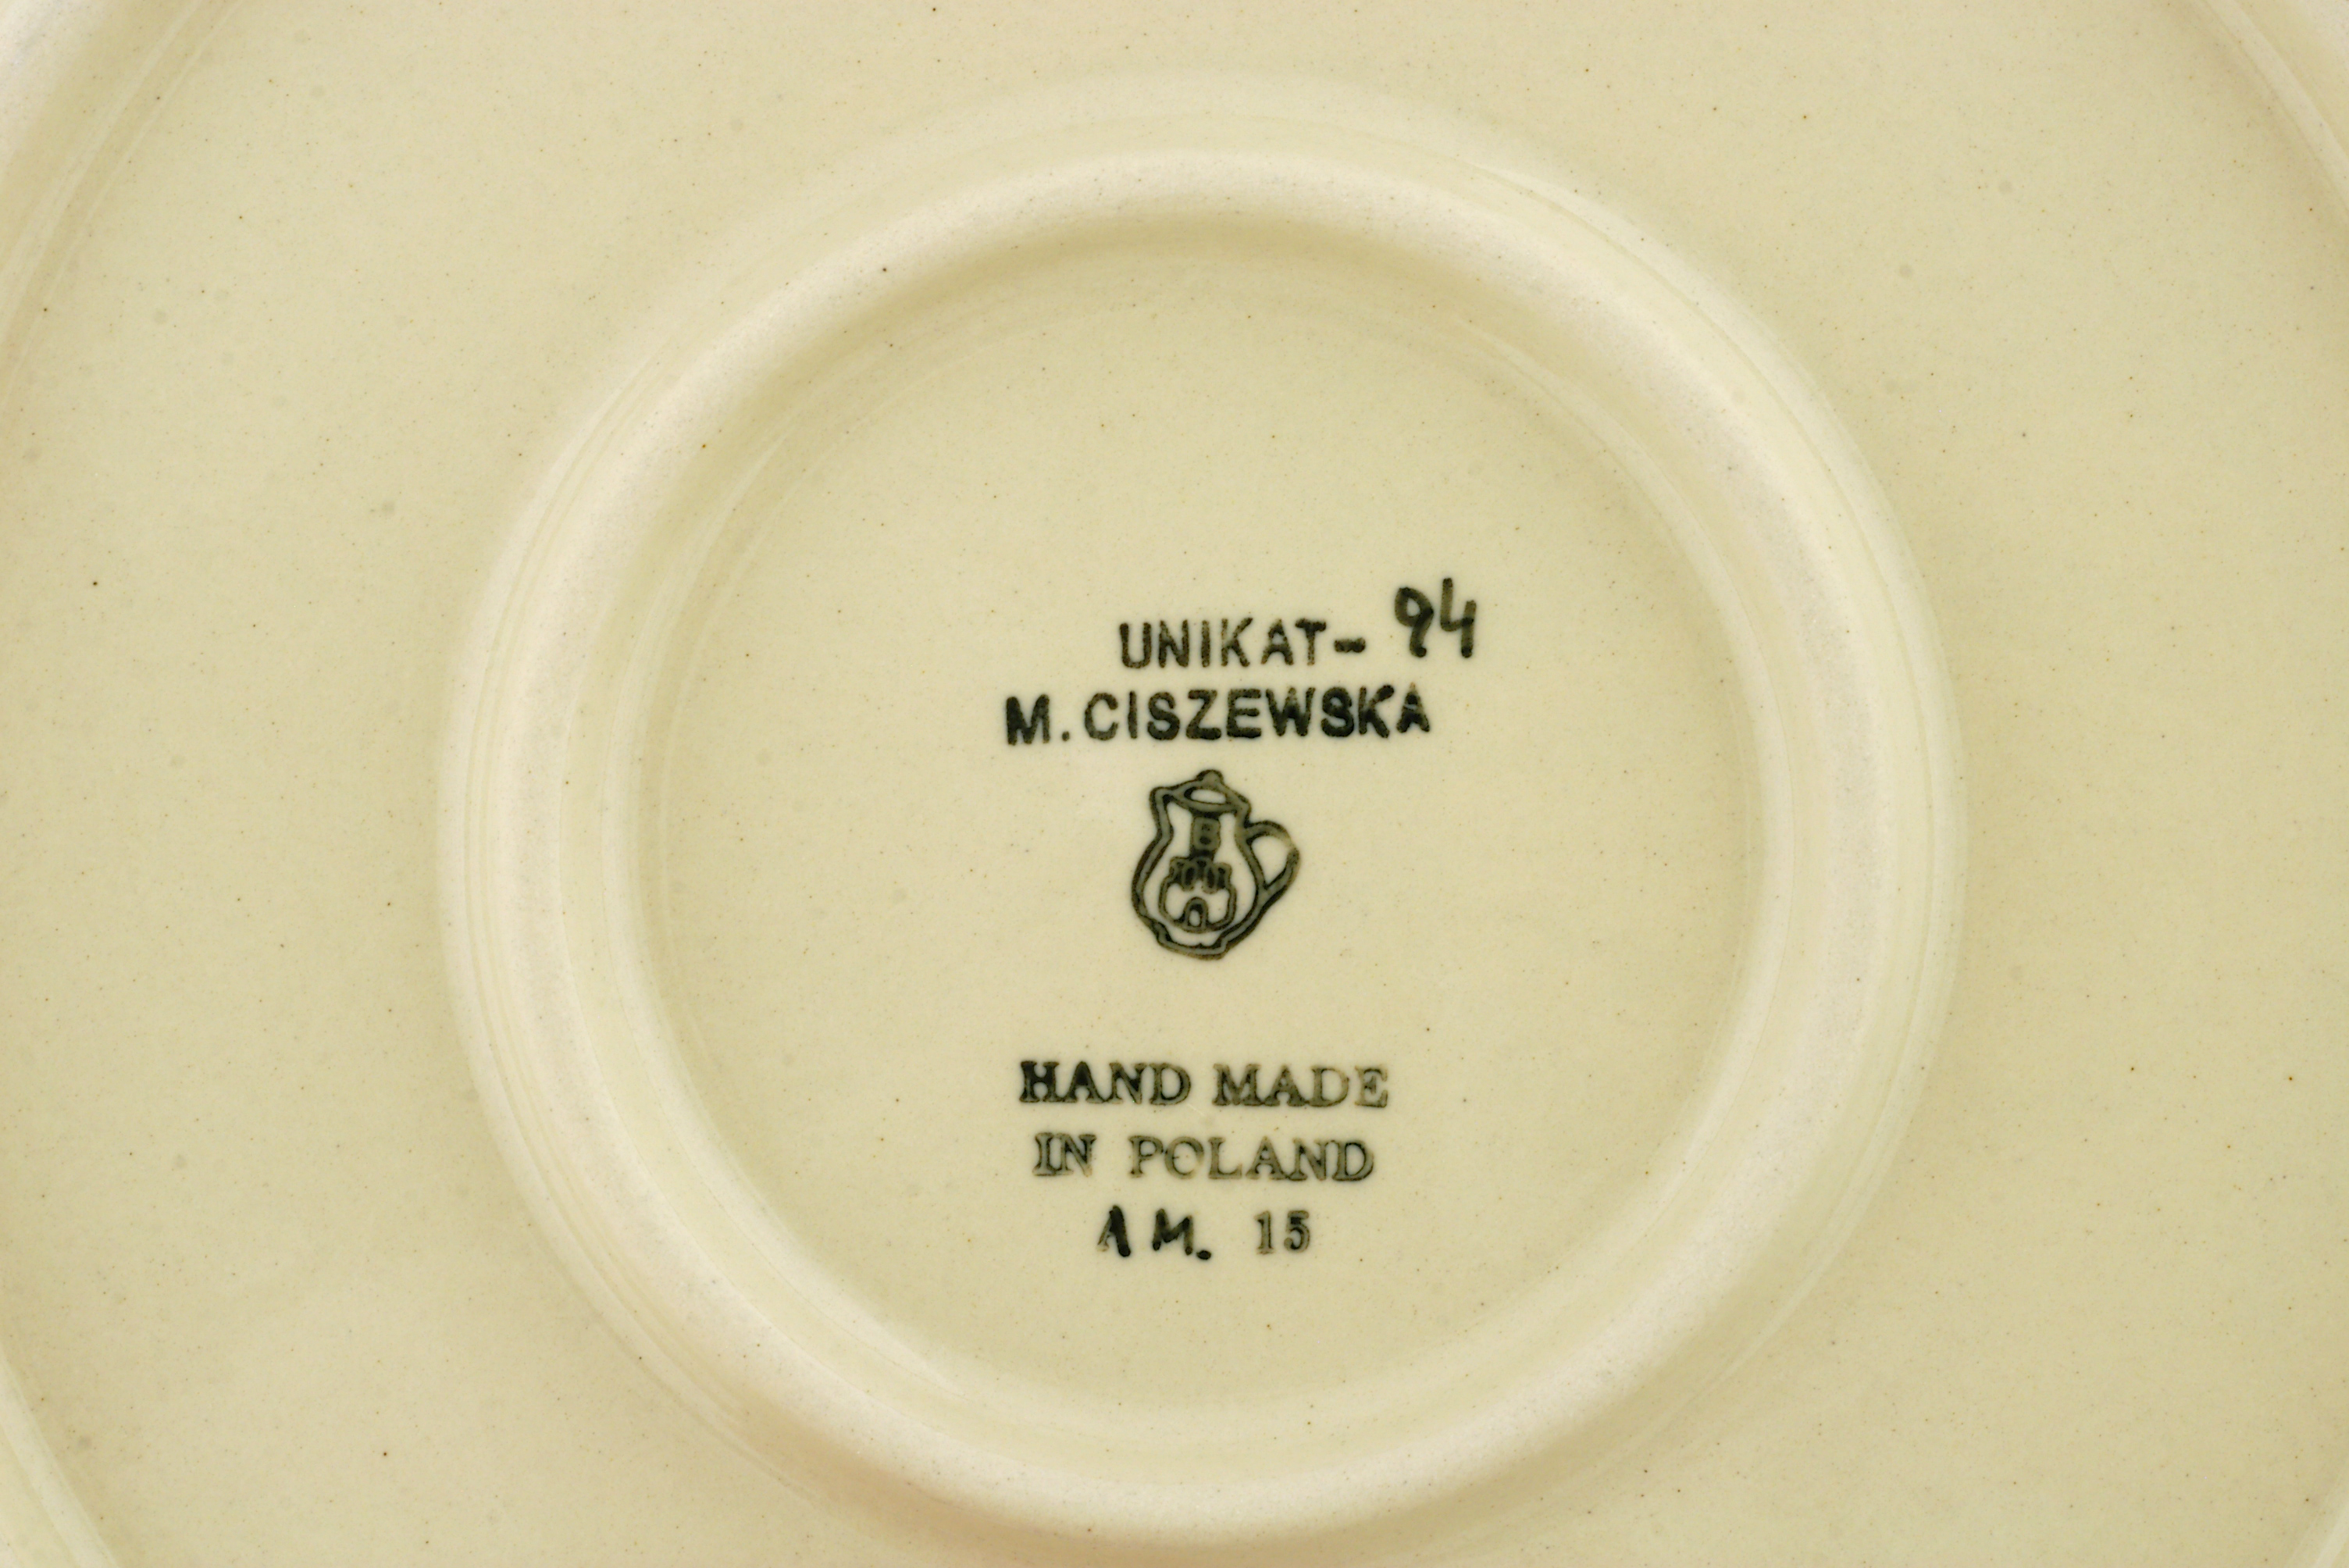 UNIKAT- 94
M. CISZEWSKA
B
HAND MADE
IN POLAND
AM. 15